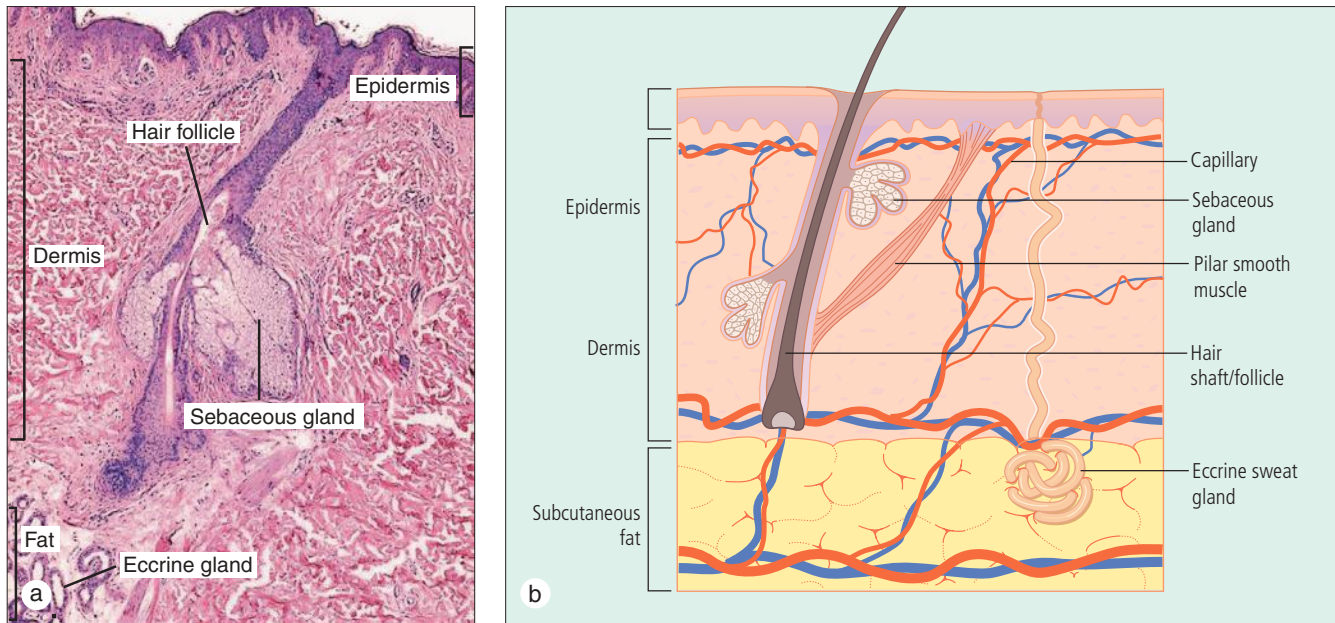 Epidermis
Hair follicle
Dermis
Sebaceous gland
Fat
Eccrine gland
a
Epidermis
Dermis
Subcutaneous
fat
Capillary
Sebaceous
gland
Pilar smooth
muscle
Hair
shaft/follicle
Eccrine sweat
gland
b